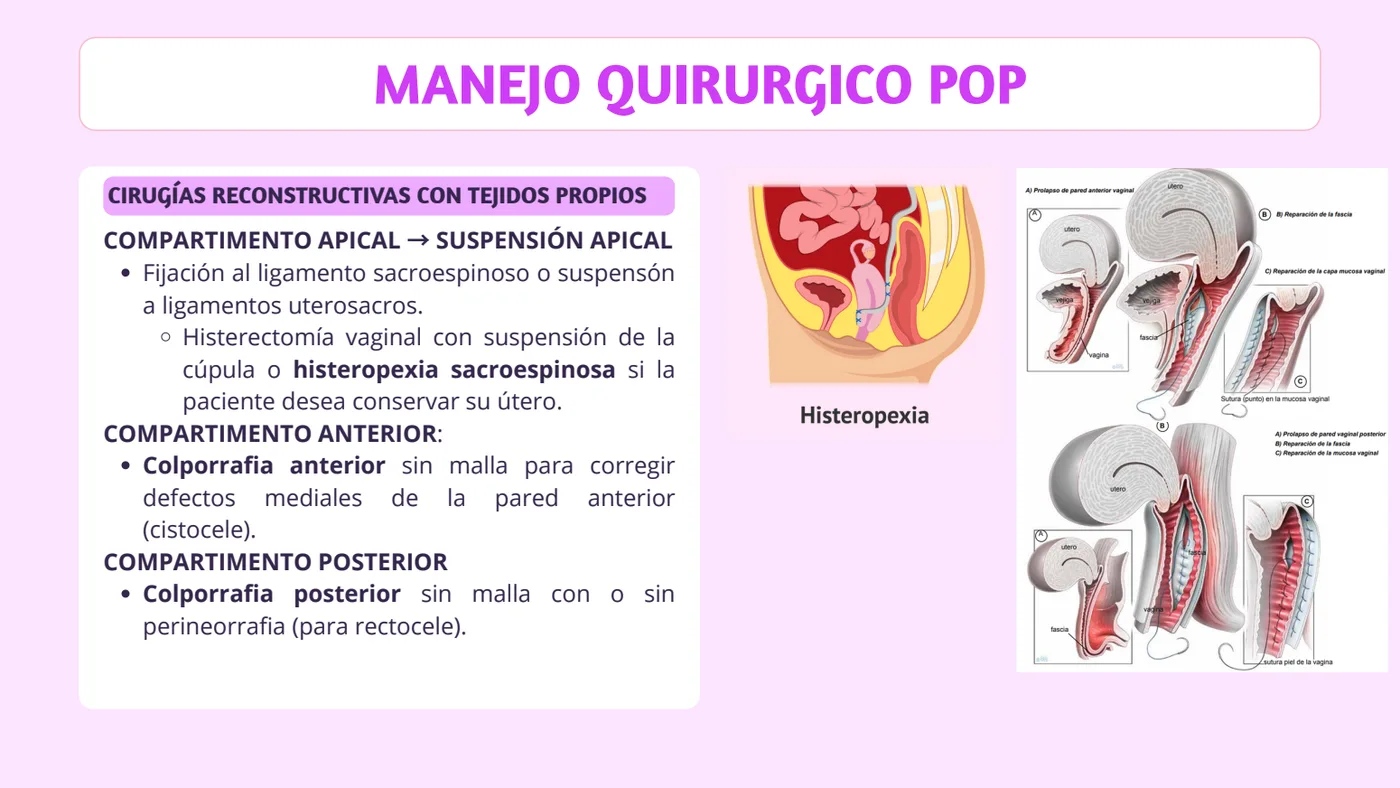 MANEJO QUIRURGICO POP
CIRUGÍAS RECONSTRUCTIVAS CON TEJIDOS PROPIOS
COMPARTIMENTO APICAL → SUSPENSIÓN APICAL
• Fijación al ligamento sacroespinoso o suspensón
a ligamentos uterosacros.
○ Histerectomía vaginal con suspensión de la
cúpula o histeropexia sacroespinosa si la
paciente desea conservar su útero.
COMPARTIMENTO ANTERIOR:
• Colporrafia anterior sin malla para corregir
defectos mediales de la pared anterior
(cistocele).
COMPARTIMENTO POSTERIOR
• Colporrafia posterior sin malla con o sin
perineorrafia (para rectocele).
Histeropexia
A) Prolapso de pared anterior vaginal
utero
B
B) Reparación de la fascia
A
utero
C) Reparación de la capa mucosa vaginal
vejiga
vejiga
fascia
vagina
C
Sutura (punto) en la mucosa vaginal
B
A) Prolapso de pared vaginal posterior
B) Reparación de la fascia
C) Reparación de la mucosa vaginal
utero
C
A
utero
fascia
vagina
fascia
sutura piel de la vagina